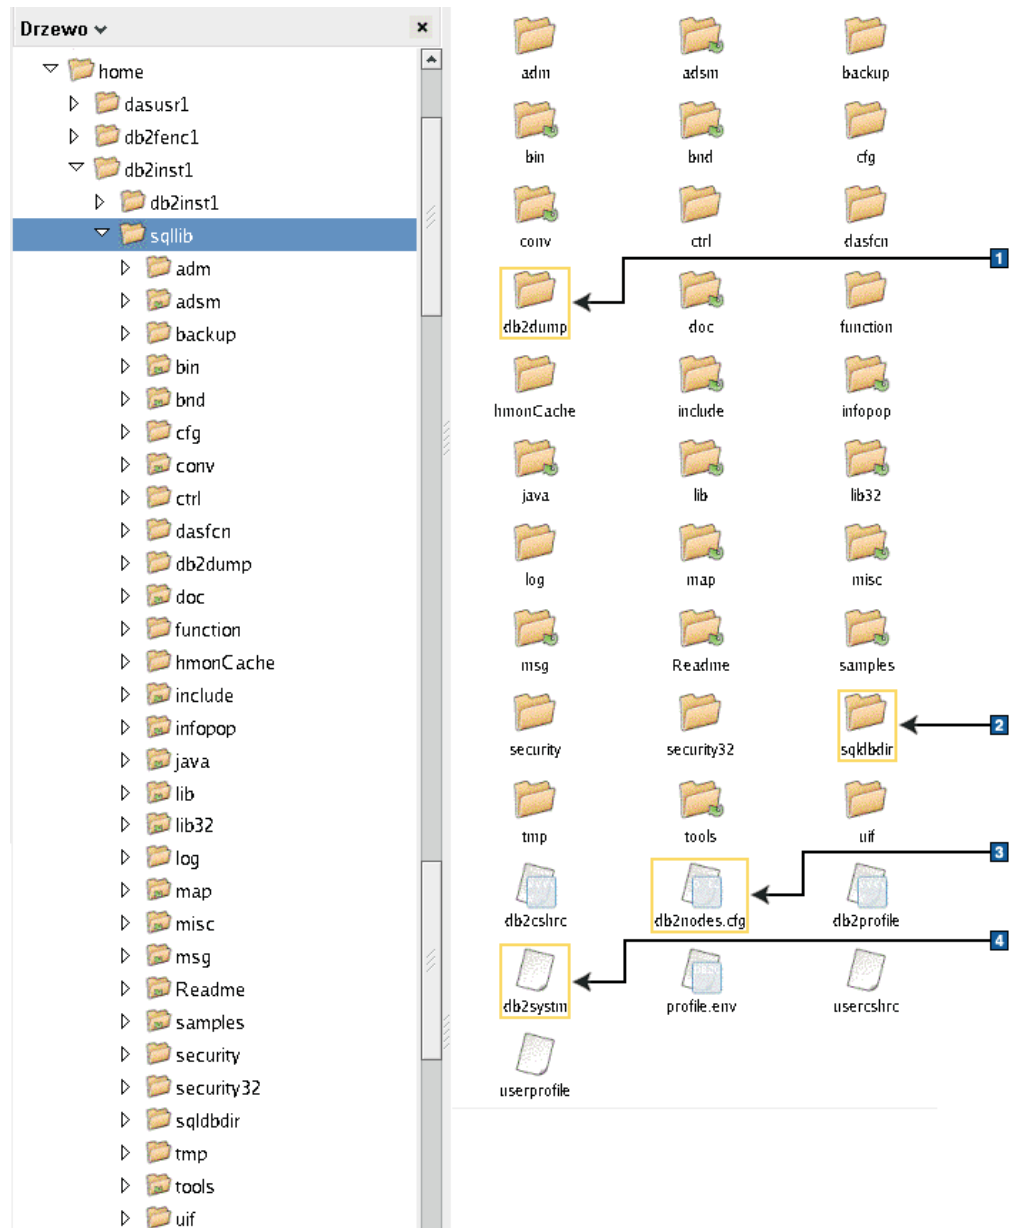 Drzewo
home
dasusr1
db2fenc1
db2inst1
db2inst1
sqllib
adm
adsm
backup
bin
bnd
cfg
conv
ctrl
dasfcn
db2dump
doc
function
hmonCache
include
infopop
java
lib
lib32
log
map
misc
msg
Readme
samples
security
security32
sqldbdir
tmp
tools
uif
adm adsm backup
bin bnd cfg
conv ctrl dasfcn
1
db2dump doc function
hmonCache include infopop
java lib lib32
log map misc
msg Readme samples
2
security security32 sqldbdir
tmp tools uif
3
db2cshrc db2nodes.cfg db2profile
4
db2systm profile.env usercshrc
userprofile